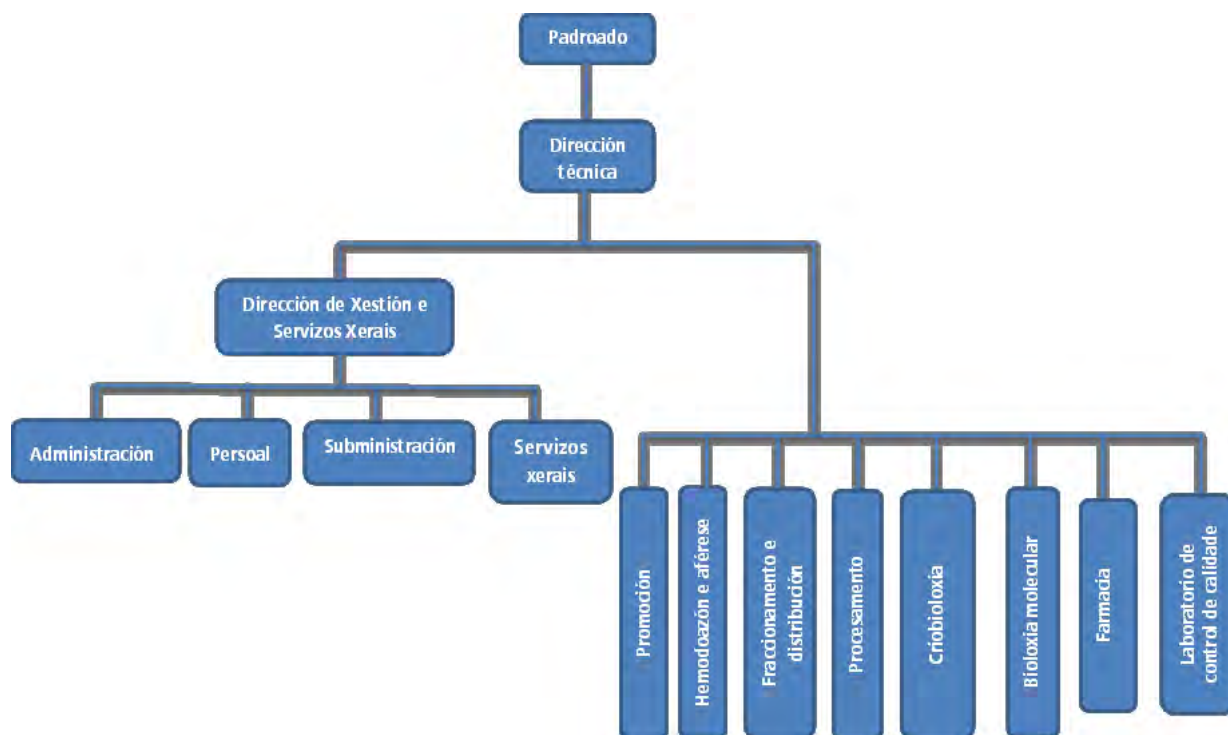 Padroado
Dirección
técnica
Dirección de Xestión e
Servizos Xerais
Administración
Persoal
Subministración
Servizos
xerais
Promoción
Hemodoazón e aférese
Fraccionamento e
distribución
Procesamento
Criobioloxía
Bioloxía molecular
Farmacia
Laboratorio de
control de calidade